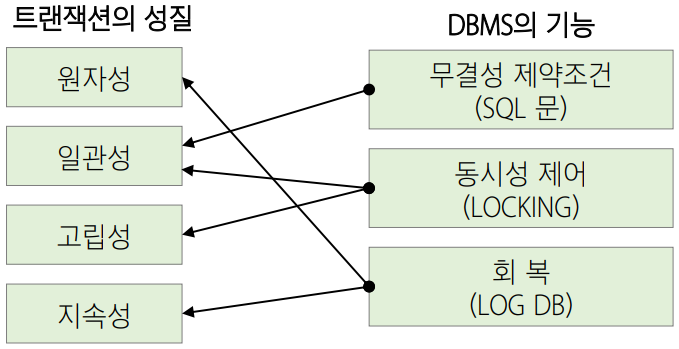 트랜잭션의 성질
원자성
일관성
고립성
지속성
DBMS의 기능
무결성 제약조건
(SQL 문)
동시성 제어
(LOCKING)
회 복
(LOG DB)